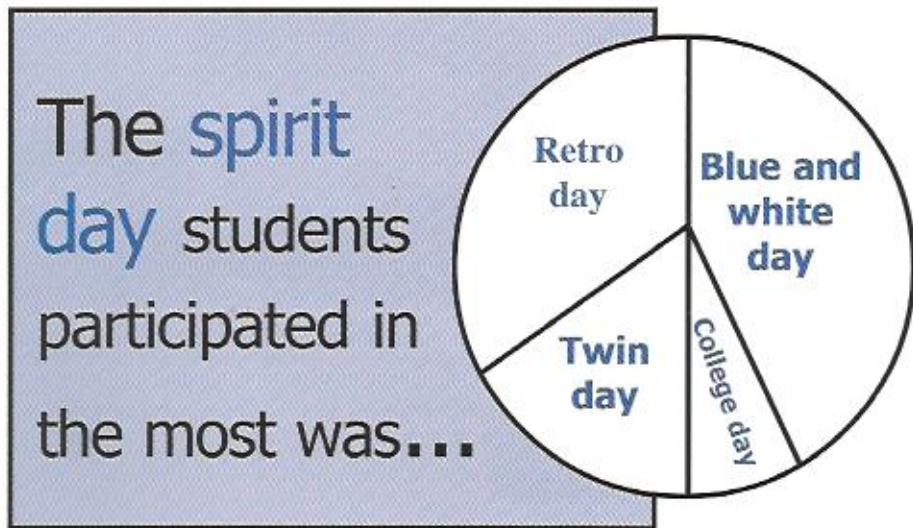 The spirit
day students
participated in
the most was...
Retro
day
Blue and
white
day
Twin
day
College day